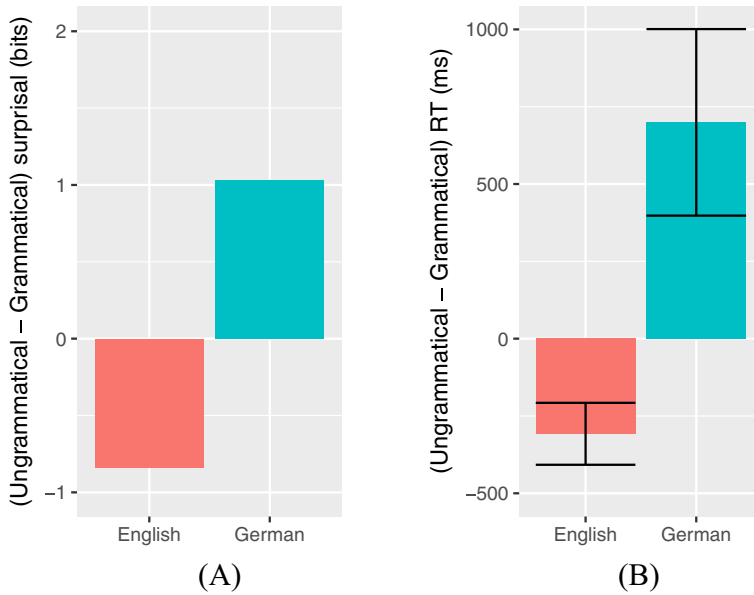 (Ungrammatical − Grammatical) surprisal (bits)
2
1
0
−1
English German
(A)
(Ungrammatical − Grammatical) RT (ms)
1000
500
0
−500
English German
(B)